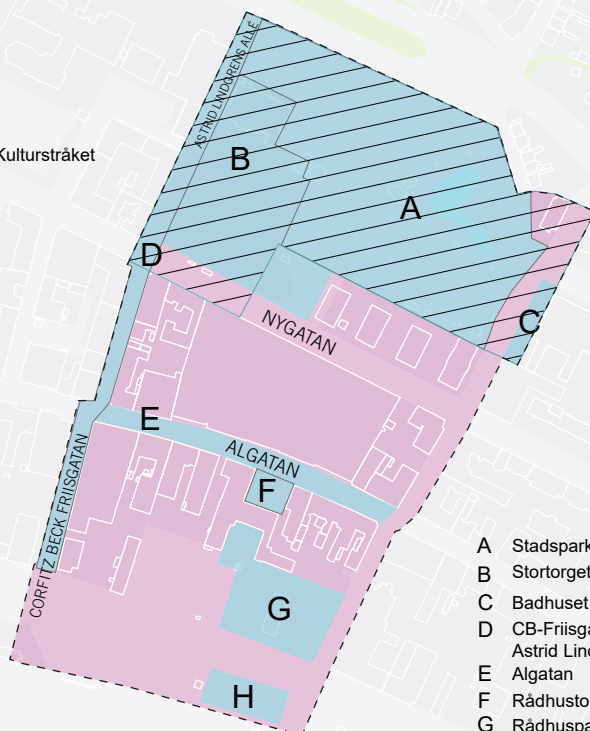 ASTRID LINDGRENS ALLÉ
Kulturstråket
B
A
D
C
NYGATAN
E
ALGATAN
F
CORFITZ BECK FRIISGATAN
G
H
A Stadspark
B Stortorget
C Badhuset
D CB-Friisga
Astrid Lind
E Algatan
F Rådhusto
G Rådhuspa